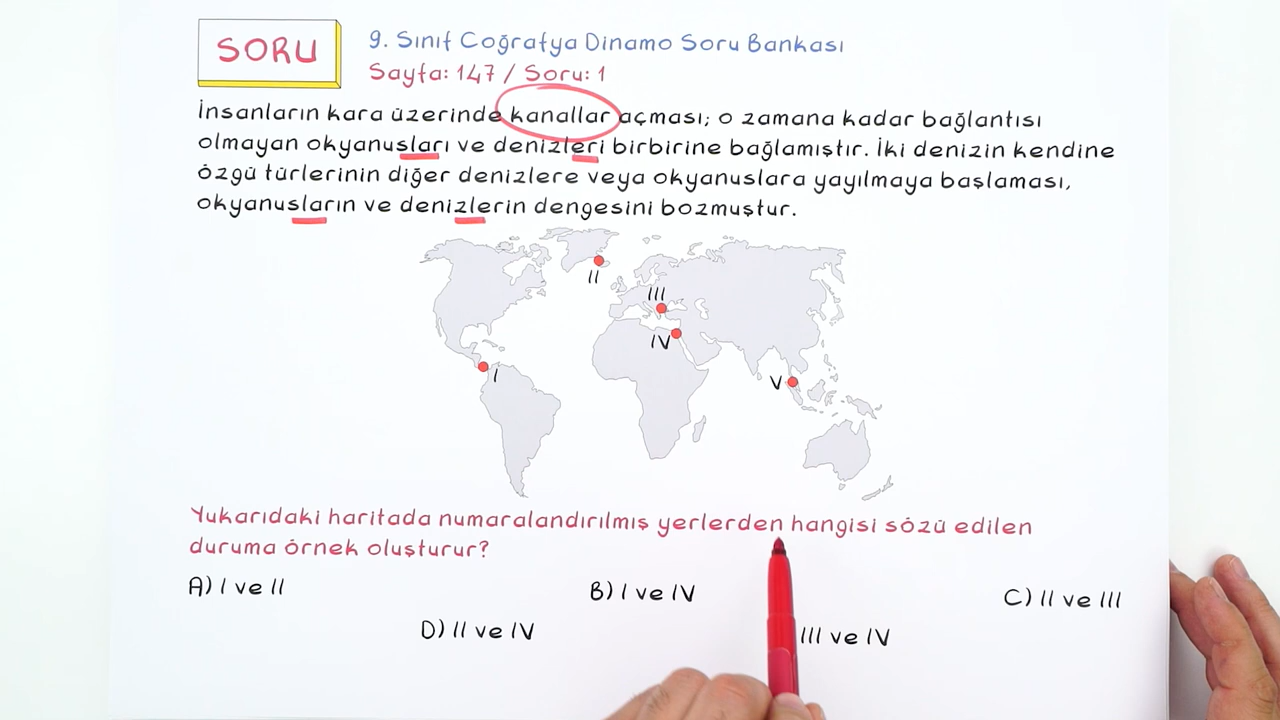 SORU
9. Sınıf Coğrafya Dinamo Soru Bankası
Sayfa: 147 / Soru: 1
İnsanların kara üzerinde kanallar açması; o zamana kadar bağlantısı
olmayan okyanusları ve denizleri birbirine bağlamıştır. İki denizin kendine
özgü türlerinin diğer denizlere veya okyanuslara yayılmaya başlaması,
okyanusların ve denizlerin dengesini bozmuştur.
II
III
IV
I
V
Yukarıdaki haritada numaralandırılmış yerlerden hangisi sözü edilen
duruma örnek oluşturur?
A) I ve II
B) I ve IV
C) II ve III
D) II ve IV
III ve IV